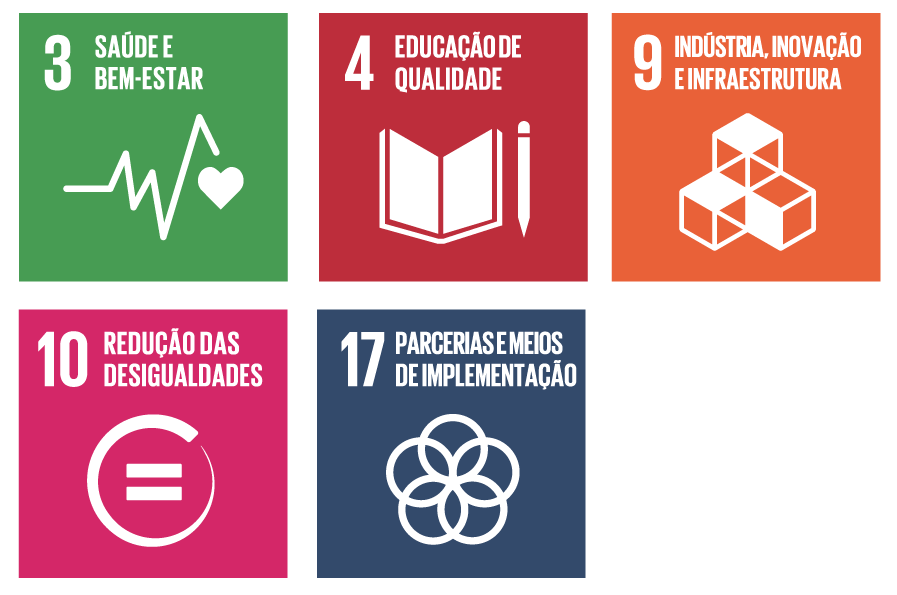 3 SAÚDE E
BEM-ESTAR
4 EDUCAÇÃO DE
QUALIDADE
9 INDÚSTRIA, INOVAÇÃO
E INFRAESTRUTURA
10 REDUÇÃO DAS
DESIGUALDADES
17 PARCERIAS E MEIOS
DE IMPLEMENTAÇÃO